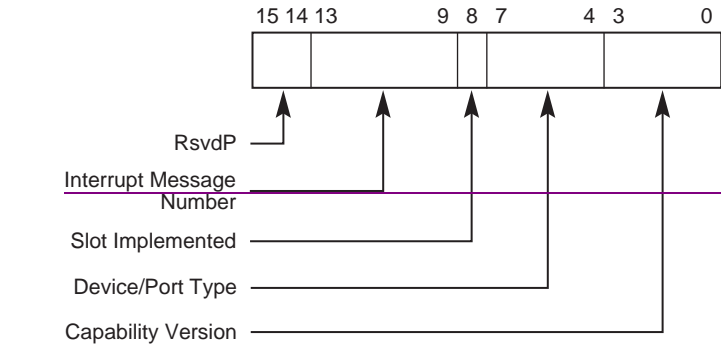 15 14 13 9 8 7 4 3 0
RsvdP
Interrupt Message
Number
Slot Implemented
Device/Port Type
Capability Version